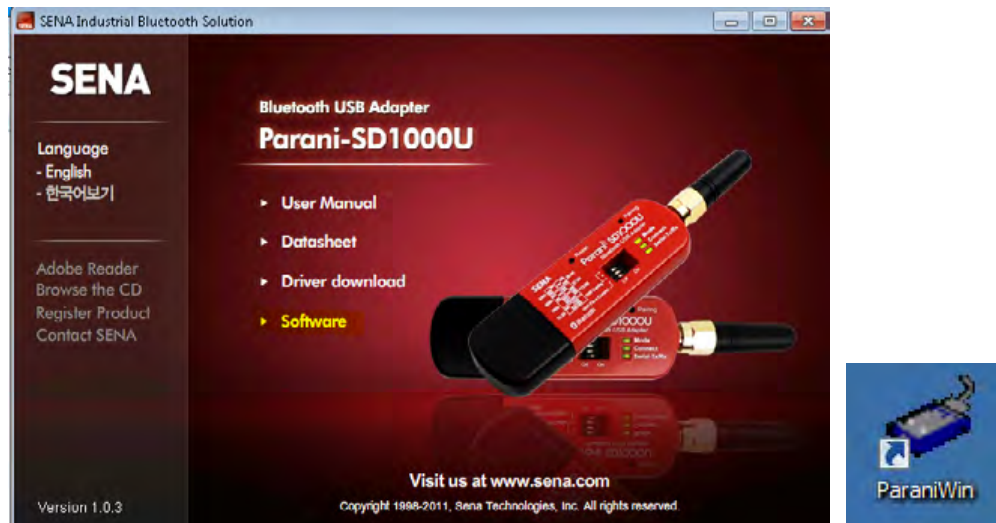 SENA Industrial Bluetooth Solution
SENA
Language
- English
- 한국어보기
Adobe Reader
Browse the CD
Register Product
Contact SENA
Version 1.0.3
Bluetooth USB Adapter
Parani-SD1000U
User Manual
Datasheet
Driver download
Software
Parani SD1000U
SENA
Pairing
Mode
Connect
Visit us at www.sena.com
Copyright 1998-2011, Sena Technologies, Inc. All rights reserved.
ParaniWin